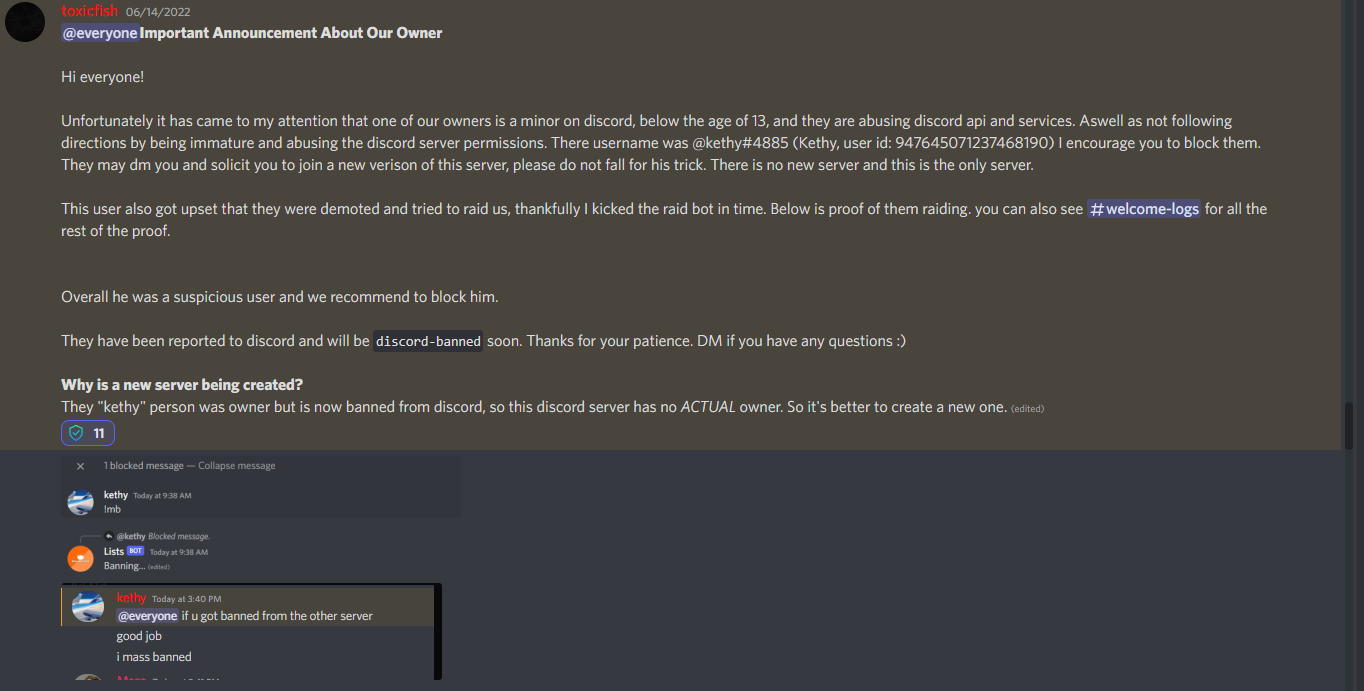 toxicfish 06/14/2022
@everyone Important Announcement About Our Owner
Hi everyone!
Unfortunately it has came to my attention that one of our owners is a minor on discord, below the age of 13, and they are abusing discord api and services. Aswell as not following
directions by being immature and abusing the discord server permissions. There username was @kethy#4885 (Kethy, user id: 947645071237468190) I encourage you to block them.
They may dm you and solicit you to join a new verison of this server, please do not fall for his trick. There is no new server and this is the only server.
This user also got upset that they were demoted and tried to raid us, thankfully I kicked the raid bot in time. Below is proof of them raiding. you can also see #welcome-logs for all the
rest of the proof.
Overall he was a suspicious user and we recommend to block him.
They have been reported to discord and will be discord-banned soon. Thanks for your patience. DM if you have any questions :)
Why is a new server being created?
They "kethy" person was owner but is now banned from discord, so this discord server has no ACTUAL owner. So it's better to create a new one. (edited)
11
1 blocked message — Collapse message
kethy Today at 9:38 AM
!mb
@kethy Blocked message.
Lists BOT Today at 9:38 AM
Banning... (edited)
kethy Today at 3:40 PM
@everyone if u got banned from the other server
good job
i mass banned